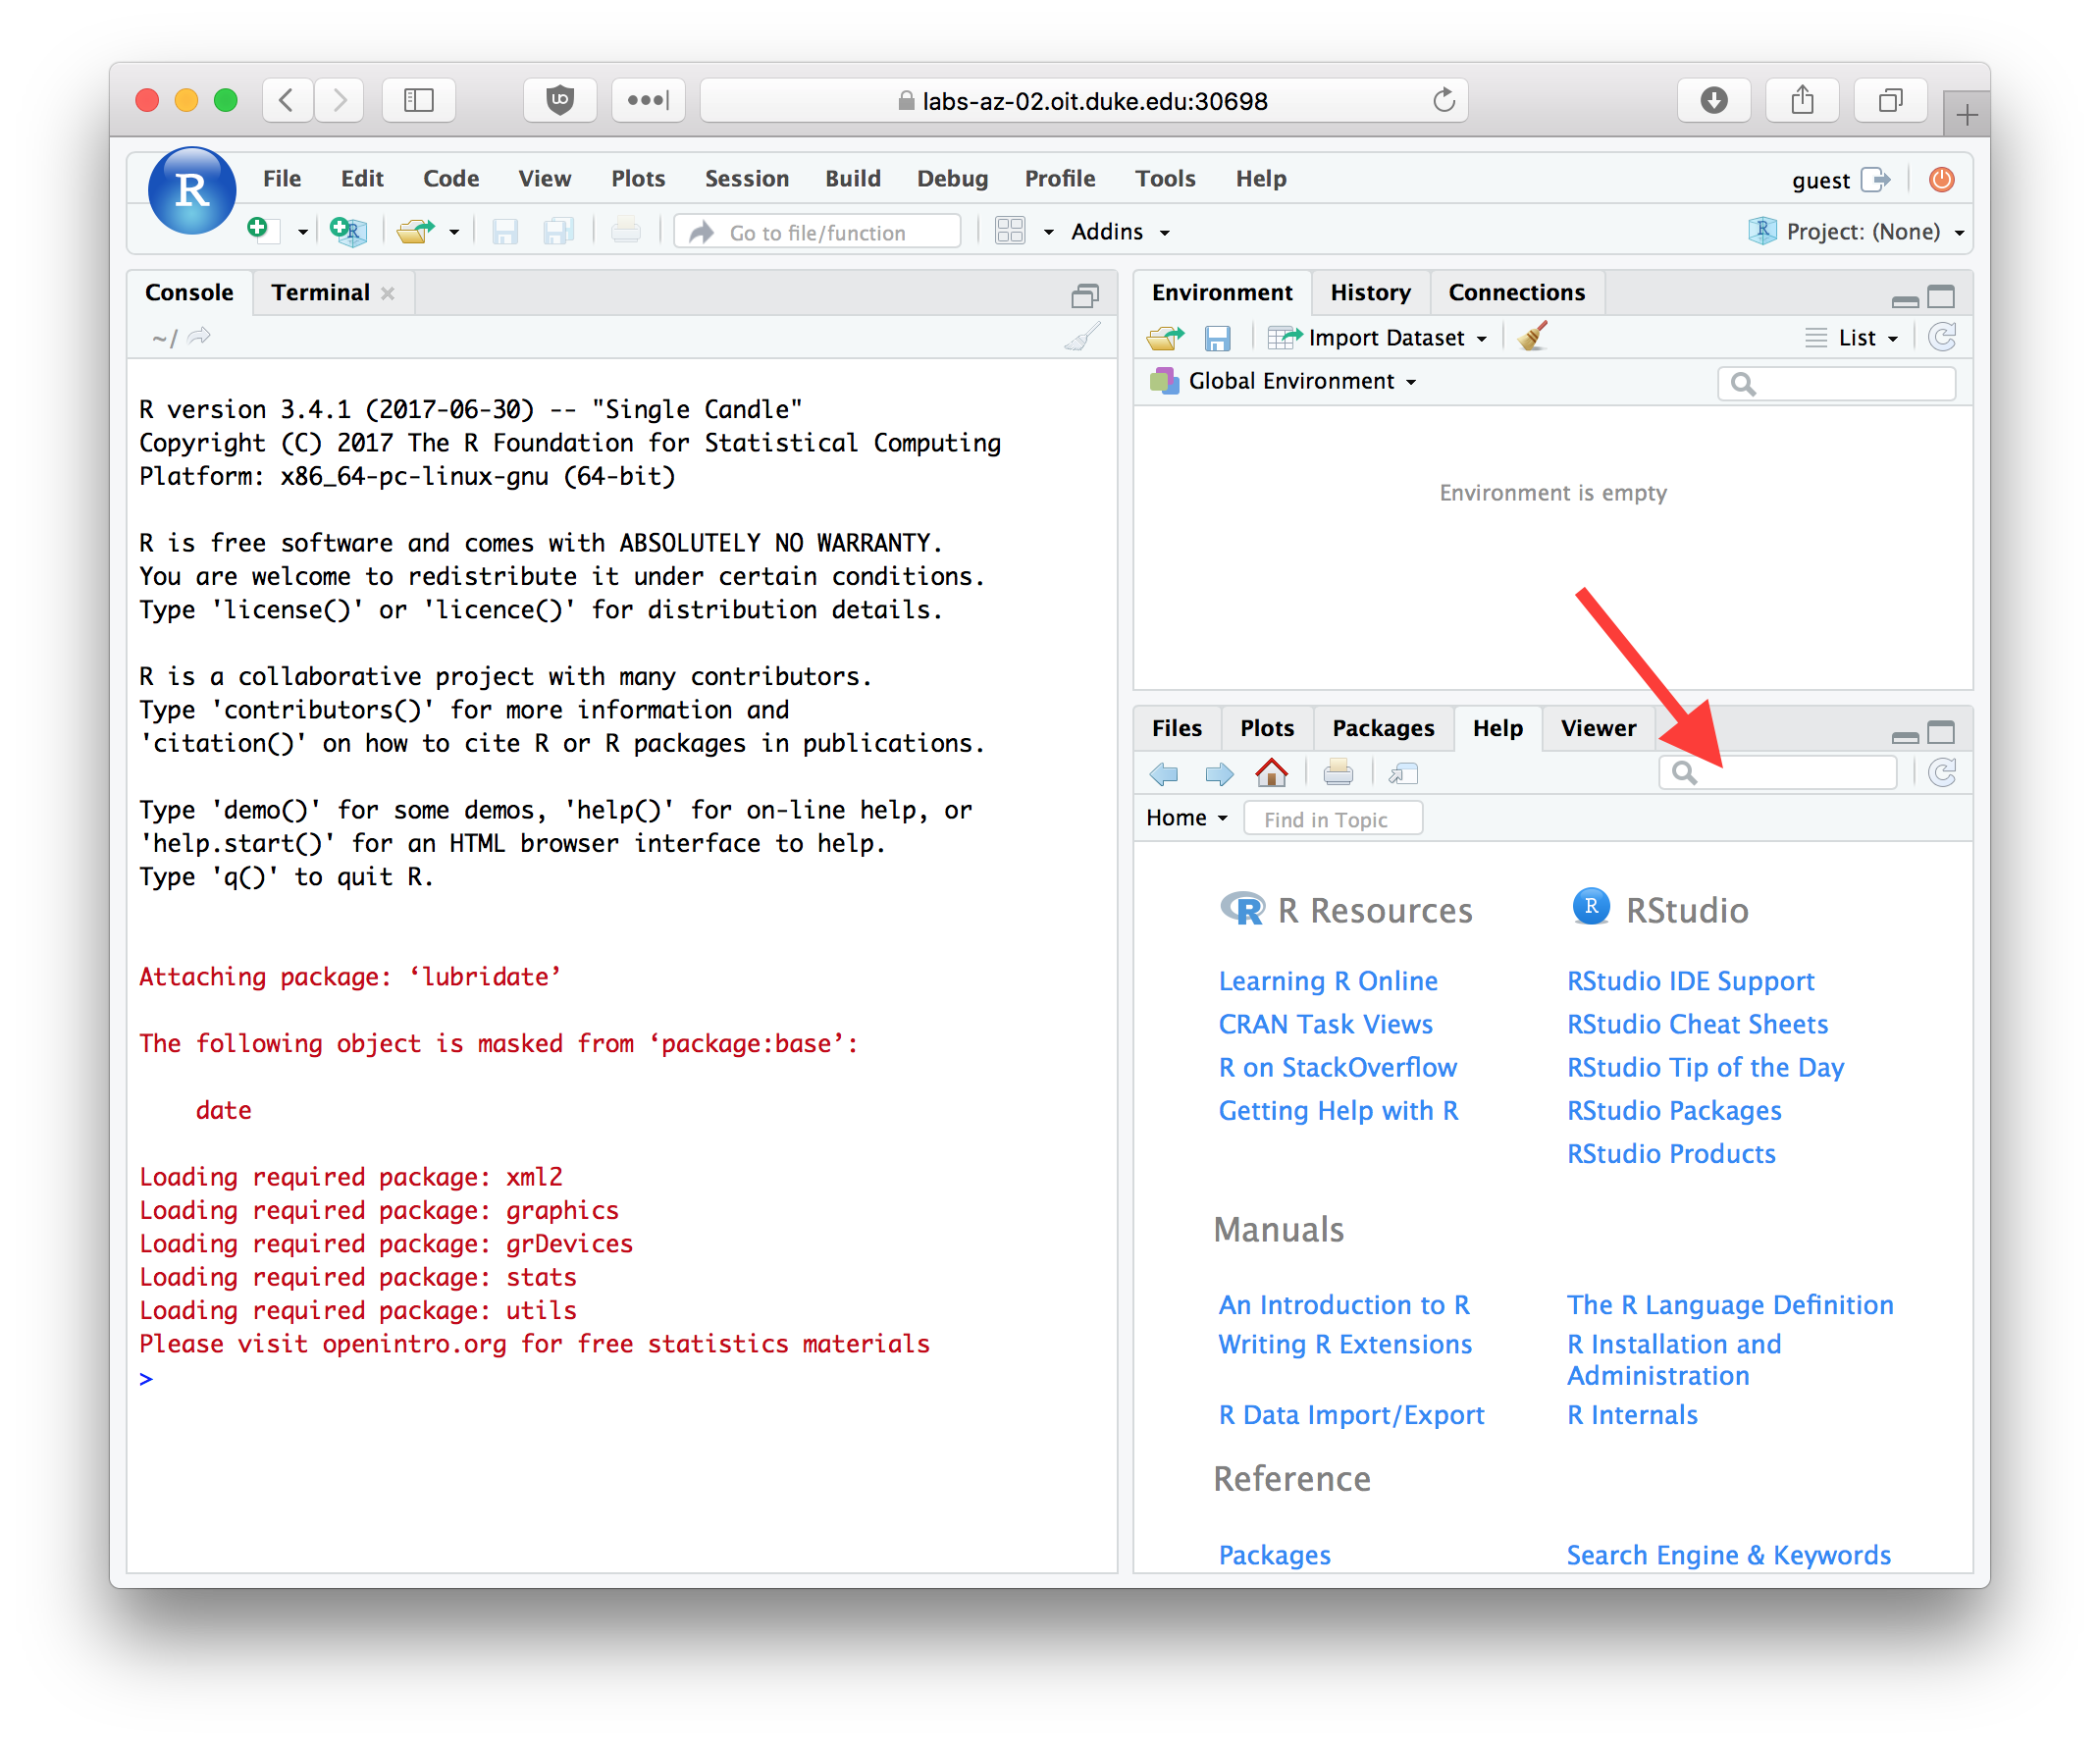 labs-az-02.oit.duke.edu:30698
R File Edit Code View Plots Session Build Debug Profile Tools Help guest
Go to file/function Addins Project: (None)
Console Terminal
~/
R version 3.4.1 (2017-06-30) -- "Single Candle"
Copyright (C) 2017 The R Foundation for Statistical Computing
Platform: x86_64-pc-linux-gnu (64-bit)
R is free software and comes with ABSOLUTELY NO WARRANTY.
You are welcome to redistribute it under certain conditions.
Type 'license()' or 'licence()' for distribution details.
R is a collaborative project with many contributors.
Type 'contributors()' for more information and
'citation()' on how to cite R or R packages in publications.
Type 'demo()' for some demos, 'help()' for on-line help, or
'help.start()' for an HTML browser interface to help.
Type 'q()' to quit R.
Attaching package: ‘lubridate’
The following object is masked from ‘package:base’:
date
Loading required package: xml2
Loading required package: graphics
Loading required package: grDevices
Loading required package: stats
Loading required package: utils
Please visit openintro.org for free statistics materials
>
Environment History Connections
Import Dataset List
Global Environment
Environment is empty
Files Plots Packages Help Viewer
Home Find in Topic
R R Resources R RStudio
Learning R Online RStudio IDE Support
CRAN Task Views RStudio Cheat Sheets
R on StackOverflow RStudio Tip of the Day
Getting Help with R RStudio Packages
RStudio Products
Manuals
An Introduction to R The R Language Definition
Writing R Extensions R Installation and
Administration
R Data Import/Export R Internals
Reference
Packages Search Engine & Keywords